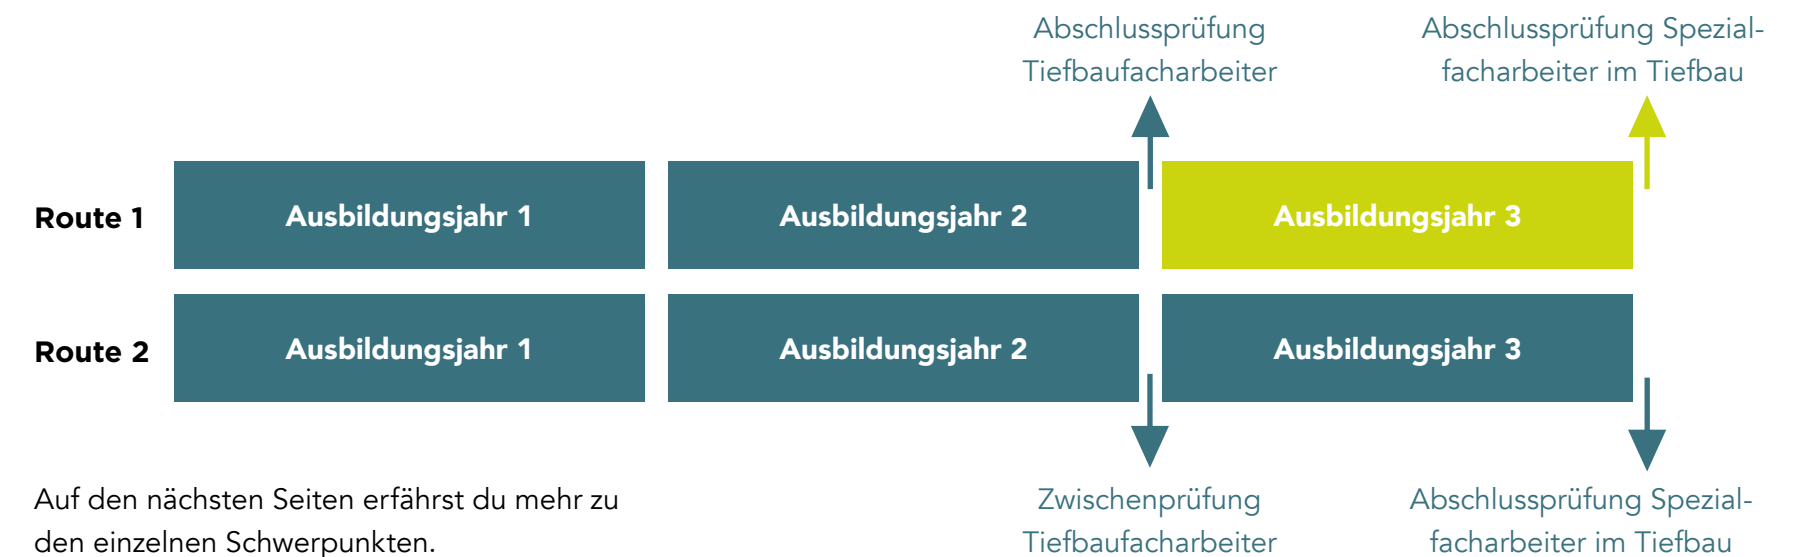 Abschlussprüfung
Tiefbaufacharbeiter
Abschlussprüfung Spezial-
facharbeiter im Tiefbau
Route 1
Ausbildungsjahr 1
Ausbildungsjahr 2
Ausbildungsjahr 3
Route 2
Ausbildungsjahr 1
Ausbildungsjahr 2
Ausbildungsjahr 3
Auf den nächsten Seiten erfährst du mehr zu
den einzelnen Schwerpunkten.
Zwischenprüfung
Tiefbaufacharbeiter
Abschlussprüfung Spezial-
facharbeiter im Tiefbau